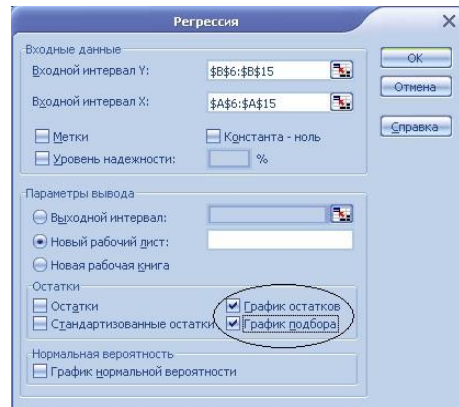 Регрессия
Входные данные
Входной интервал Y: $B$6:$B$15
Входной интервал X: $A$6:$A$15
Метки Константа - ноль
Уровень надежности: %
OK
Отмена
Справка
Параметры вывода
Выходной интервал:
Новый рабочий лист:
Новая рабочая книга
Остатки
Остатки График остатков
Стандартизованные остатки График подбора
Нормальная вероятность
График нормальной вероятности